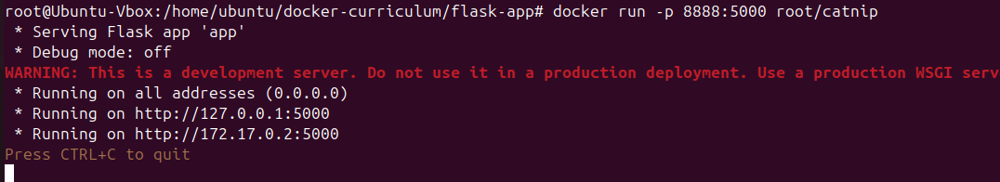 root@Ubuntu-Vbox:/home/ubuntu/docker-curriculum/flask-app# docker run -p 8888:5000 root/catnip
 * Serving Flask app 'app'
 * Debug mode: off
WARNING: This is a development server. Do not use it in a production deployment. Use a production WSGI serv
 * Running on all addresses (0.0.0.0)
 * Running on http://127.0.0.1:5000
 * Running on http://172.17.0.2:5000
Press CTRL+C to quit